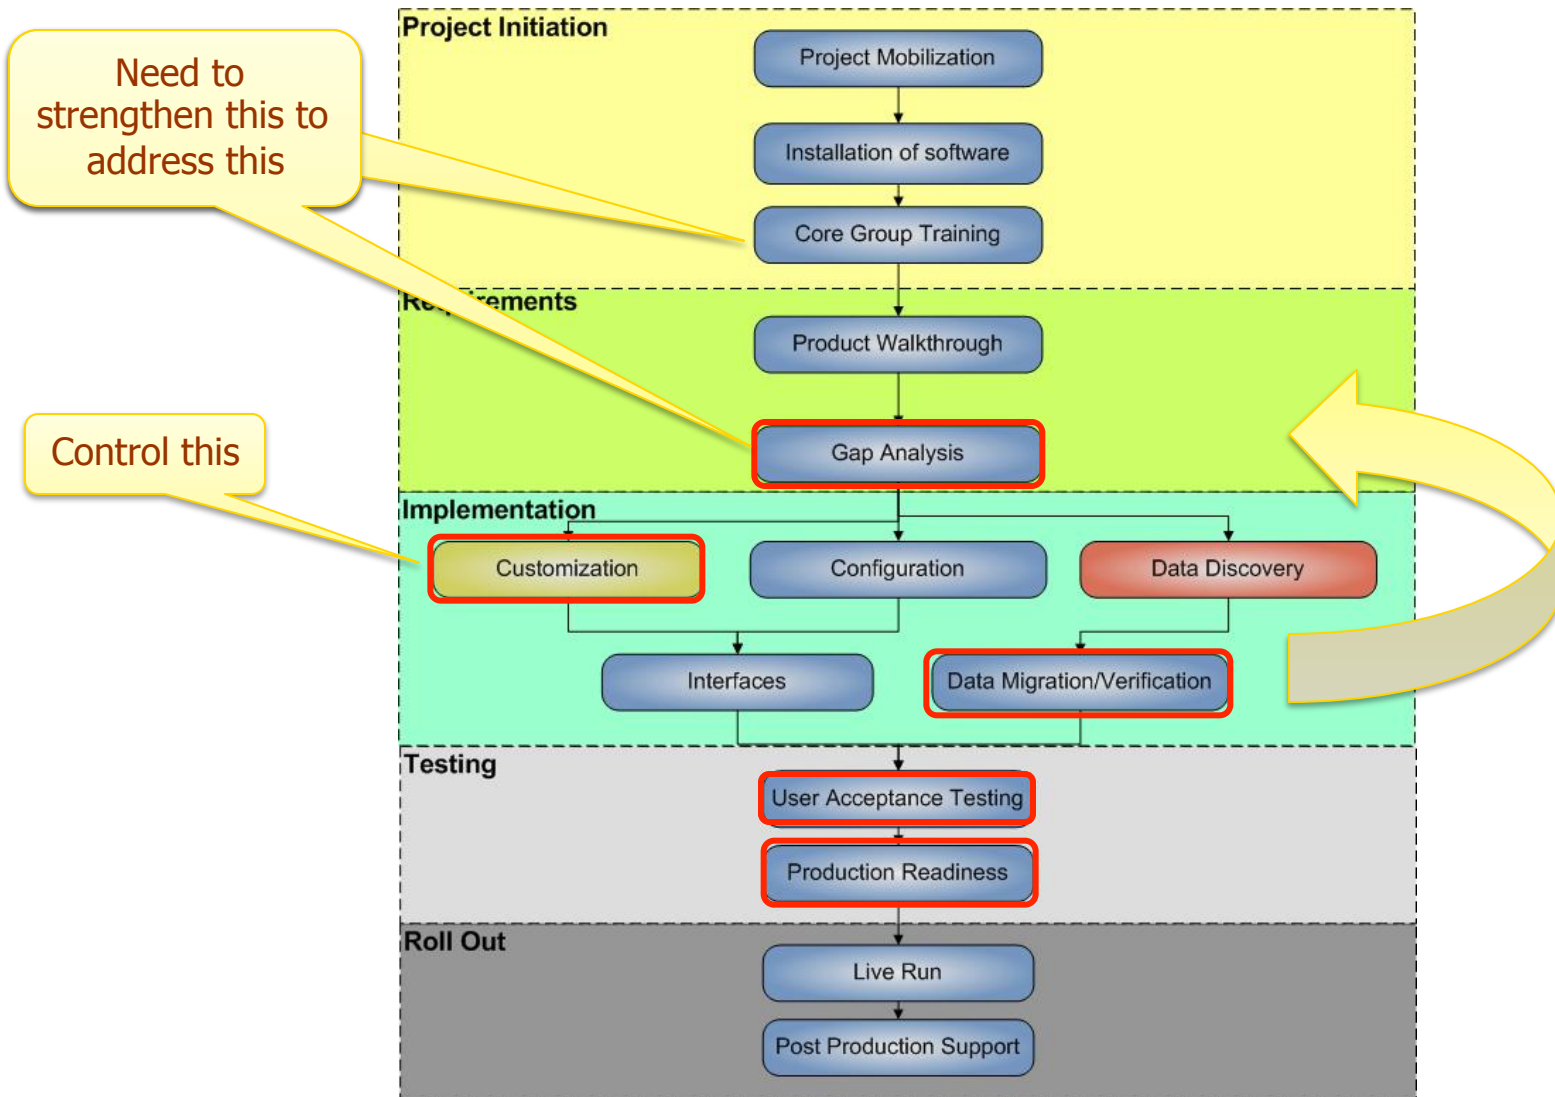 Project Initiation
Need to
strengthen this to
address this
Project Mobilization
Installation of software
Core Group Training
Requirements
Product Walkthrough
Gap Analysis
Control this
Implementation
Customization
Configuration
Data Discovery
Interfaces
Data Migration/Verification
Testing
User Acceptance Testing
Production Readiness
Roll Out
Live Run
Post Production Support